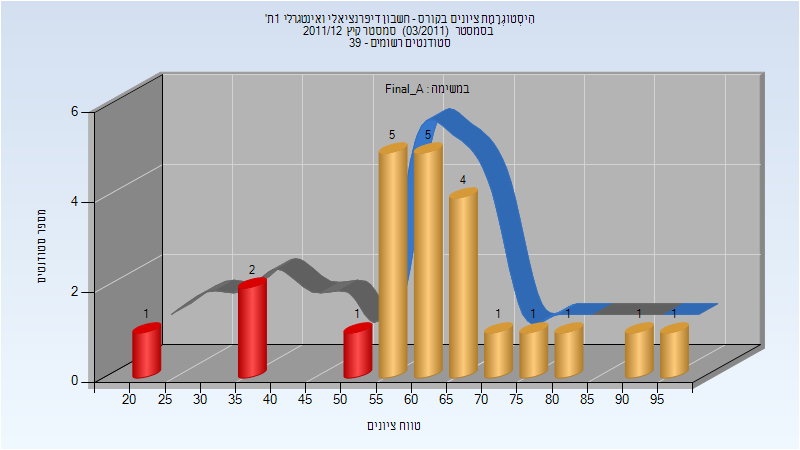 היסטוגרמת ציונים בקורס - חשבון דיפרנציאלי ואינטגרלי 1ת'
בסמסטר (03/2011) סמסטר קיץ 2011/12
סטודנטים רשומים - 39
במשימה : Final_A
6
4
2
0
מספר סטודנטים
1
2
1
5
5
4
1
1
1
1
1
20 25 30 35 40 45 50 55 60 65 70 75 80 85 90 95
טווח ציונים